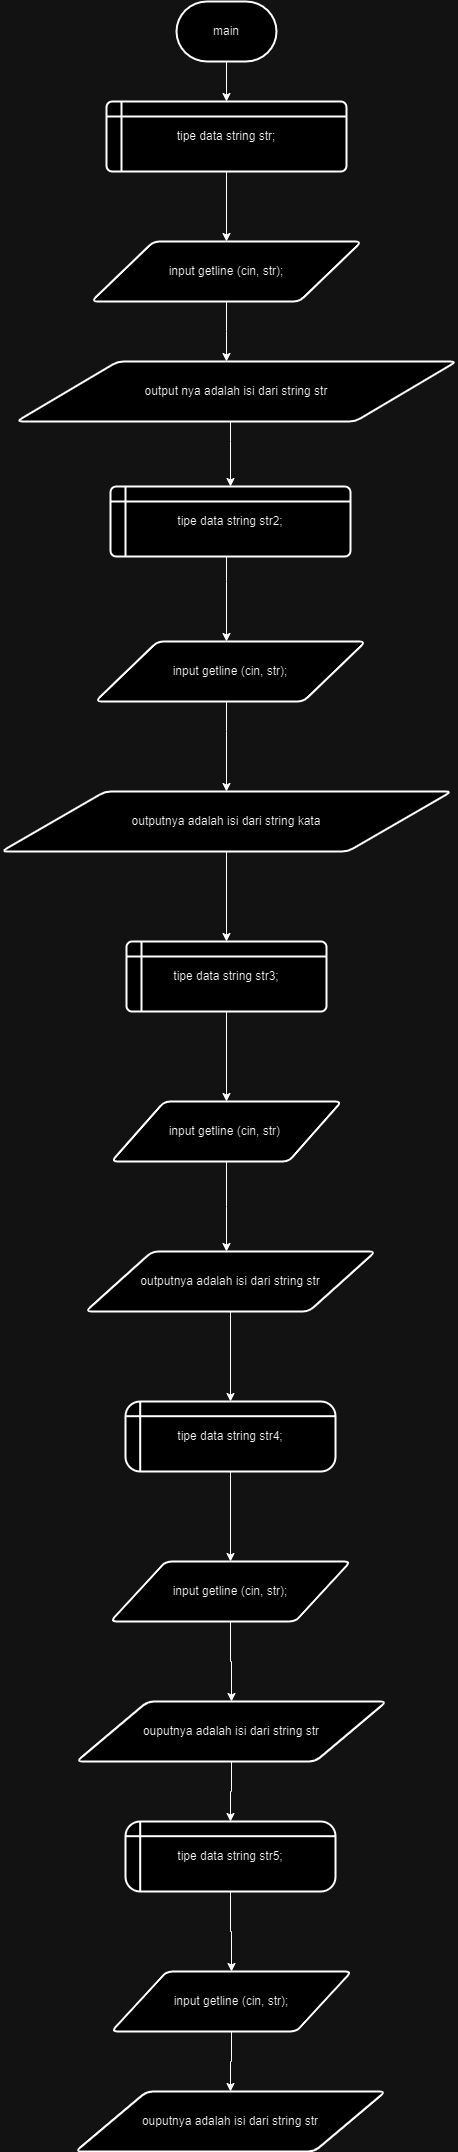 main
tipe data string str;
input getline (cin, str);
output nya adalah isi dari string str
tipe data string str2;
input getline (cin, str);
outputnya adalah isi dari string kata
tipe data string str3;
input getline (cin, str)
outputnya adalah isi dari string str
tipe data string str4;
input getline (cin, str);
ouputnya adalah isi dari string str
tipe data string str5;
input getline (cin, str);
ouputnya adalah isi dari string str